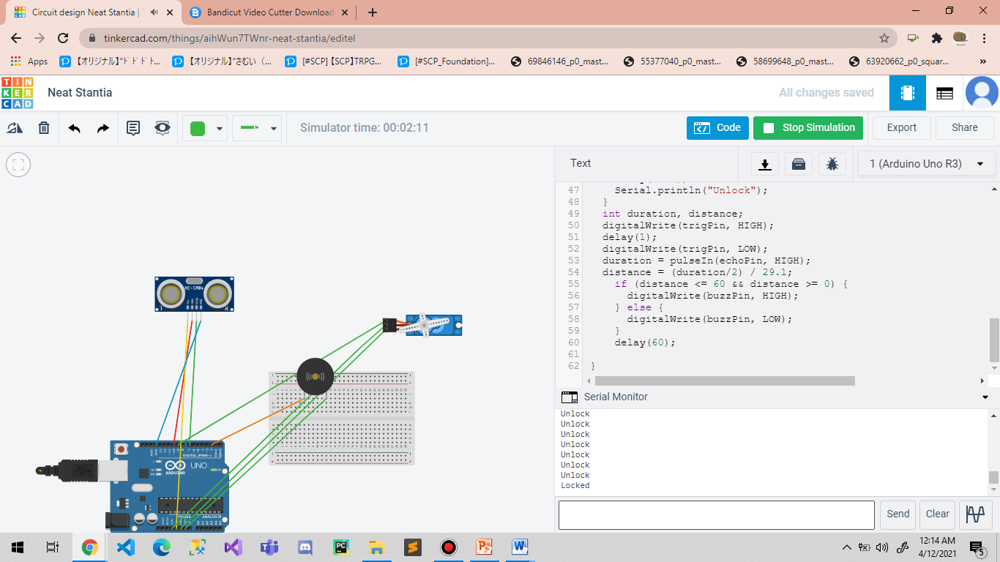 Circuit design Neat Stantia | T
Bandicut Video Cutter Download
tinkercad.com/things/aihWun7TWnr-neat-stantia/editel
Apps
【オリジナル】"ドドドドト...
【オリジナル】"さむい（...
[#SCP]【SCP】TRPG...
[#SCP_Foundation]...
69846146_p0_mast...
55377040_p0_mast...
58699648_p0_mast...
63920662_p0_squar...
TIN
KER
CAD
Neat Stantia
All changes saved
Simulator time: 00:02:11
Code
Stop Simulation
Export
Share
Text
1 (Arduino Uno R3)
47 Serial.println("Unlock");
48 }
49 int duration, distance;
50 digitalWrite(trigPin, HIGH);
51 delay(1);
52 digitalWrite(trigPin, LOW);
53 duration = pulseIn(echoPin, HIGH);
54 distance = (duration/2) / 29.1;
55 if (distance <= 60 && distance >= 0) {
56 digitalWrite(buzzPin, HIGH);
57 } else {
58 digitalWrite(buzzPin, LOW);
59 }
60 delay(60);
61
62 }
HC-SR04
DIGITAL (PWM~)
UNO
ARDUINO
POWER
ANALOG IN
Serial Monitor
Unlock
Unlock
Unlock
Unlock
Unlock
Unlock
Unlock
Locked
Send
Clear
12:14 AM
4/12/2021
5